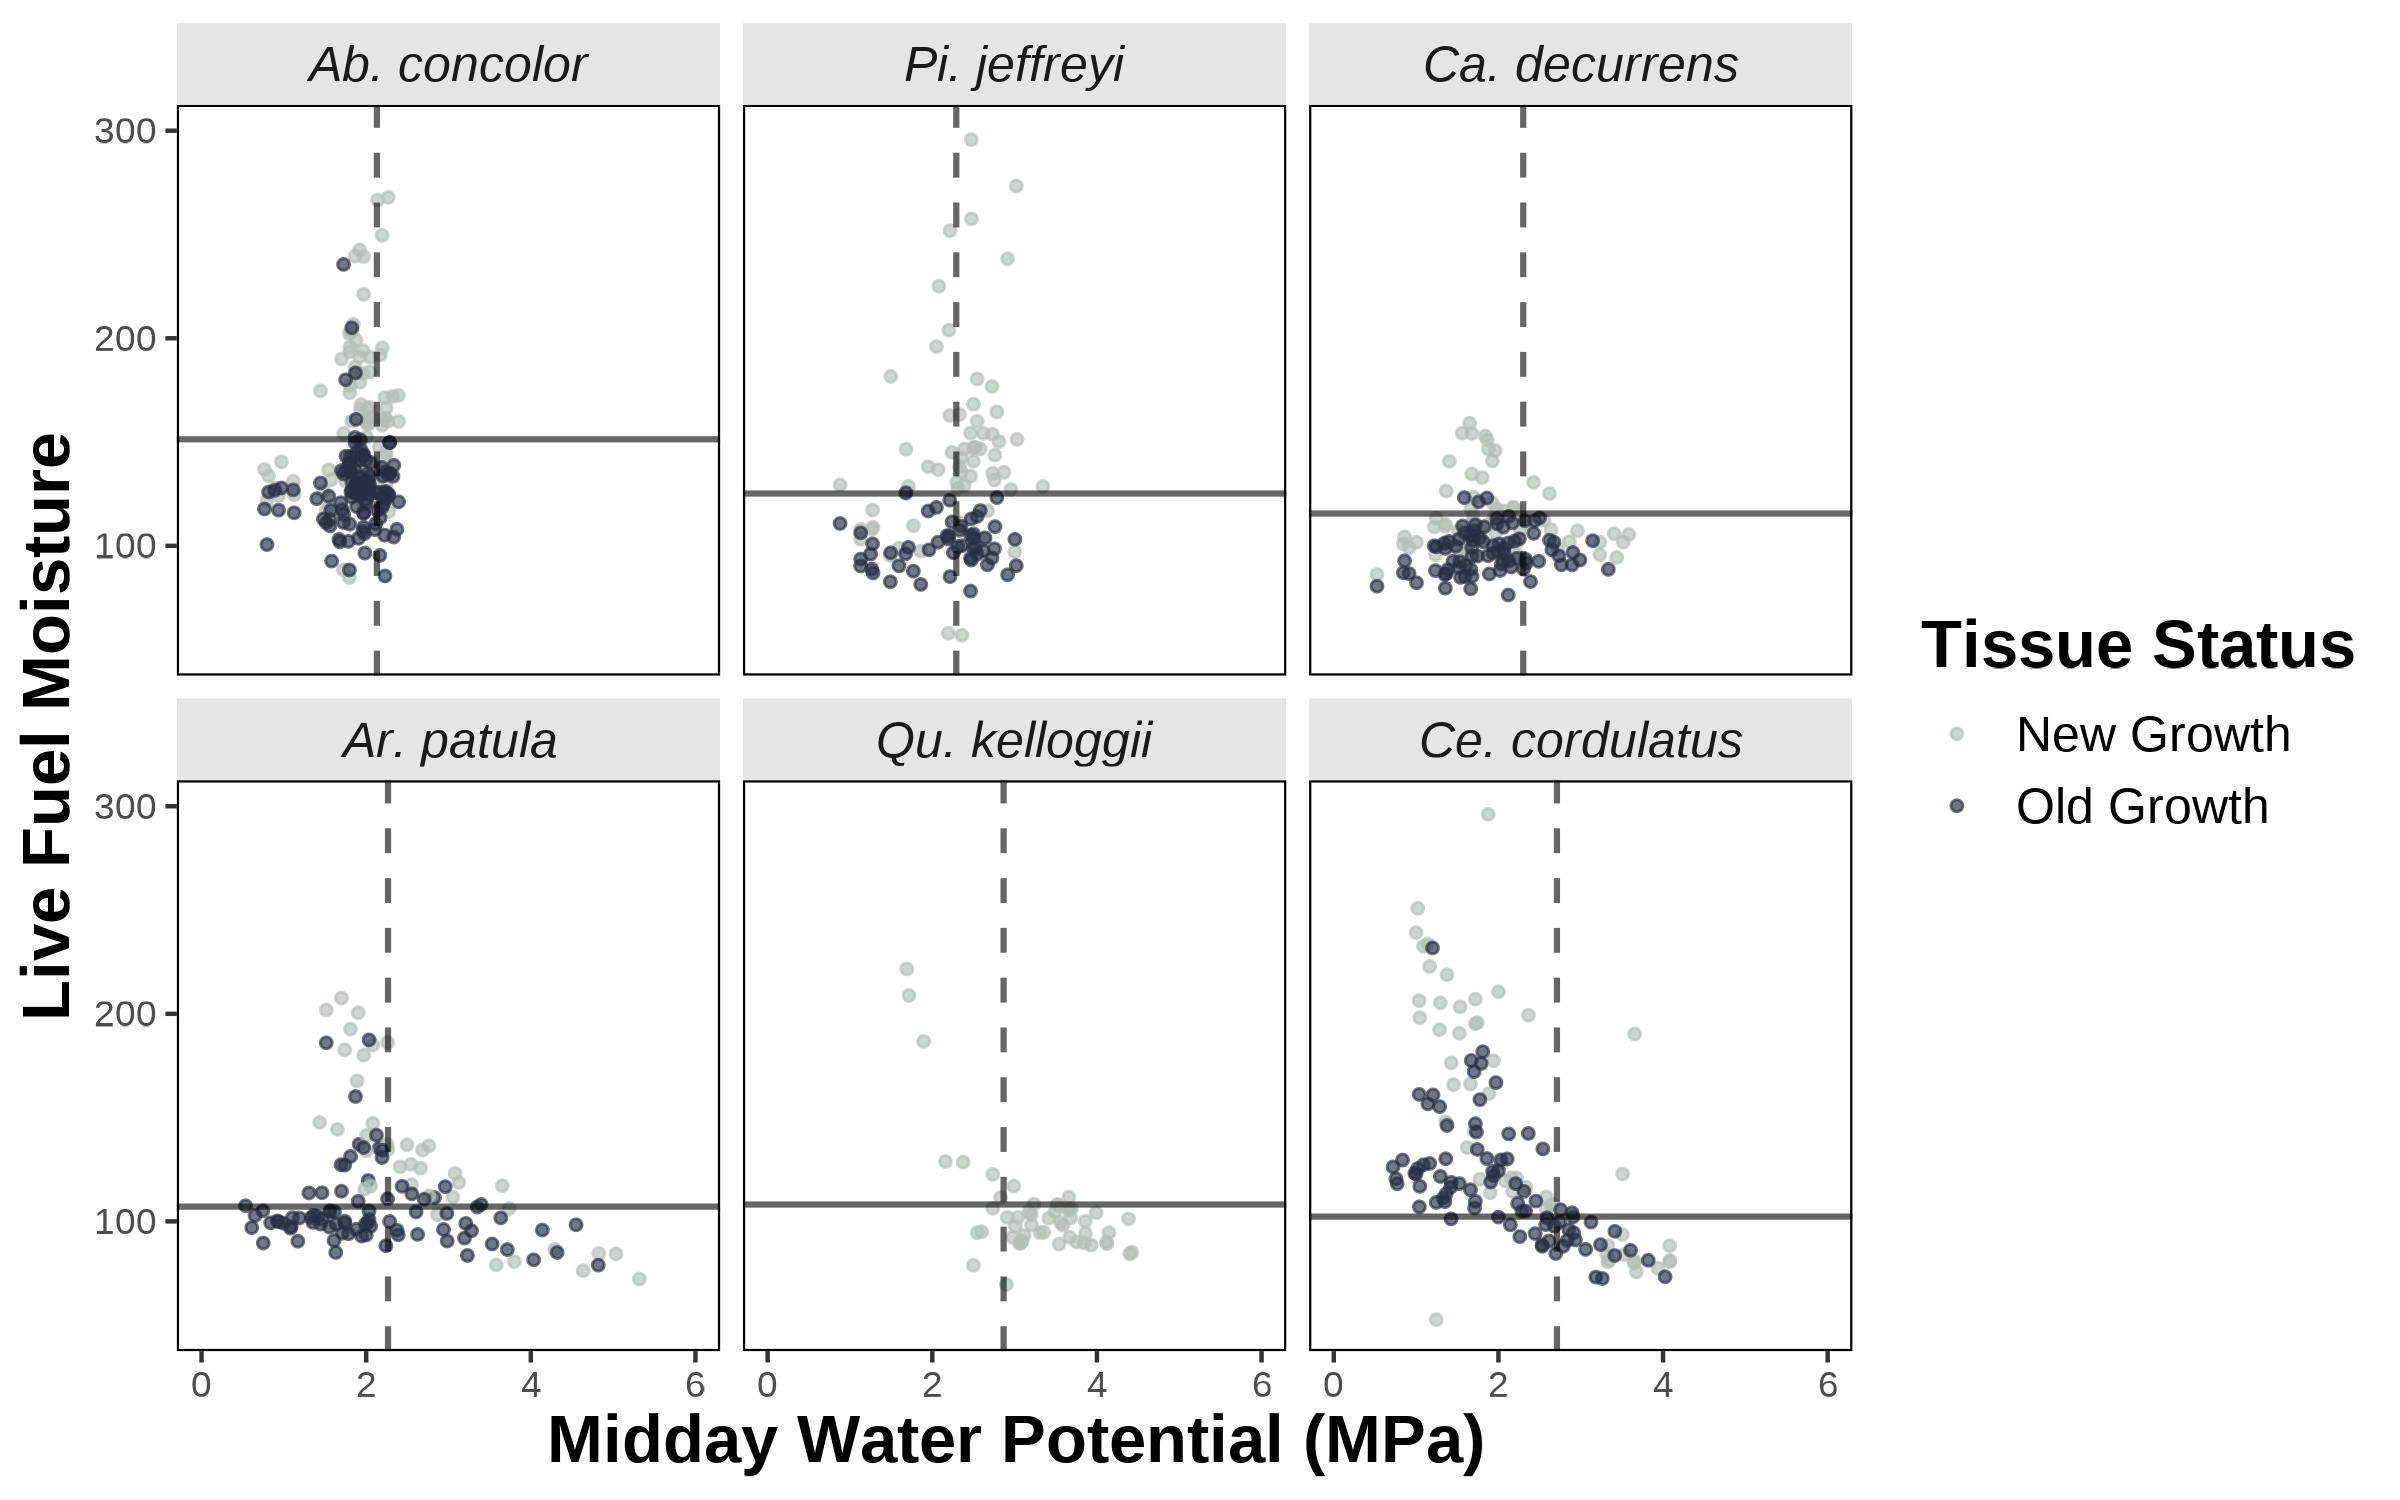 Ab. concolor
Pi. jeffreyi
Ca. decurrens
300
200
100
Live Fuel Moisture
Ar. patula
Qu. kelloggii
Ce. cordulatus
300
200
100
0 2 4 6
0 2 4 6
0 2 4 6
Midday Water Potential (MPa)
Tissue Status
New Growth
Old Growth